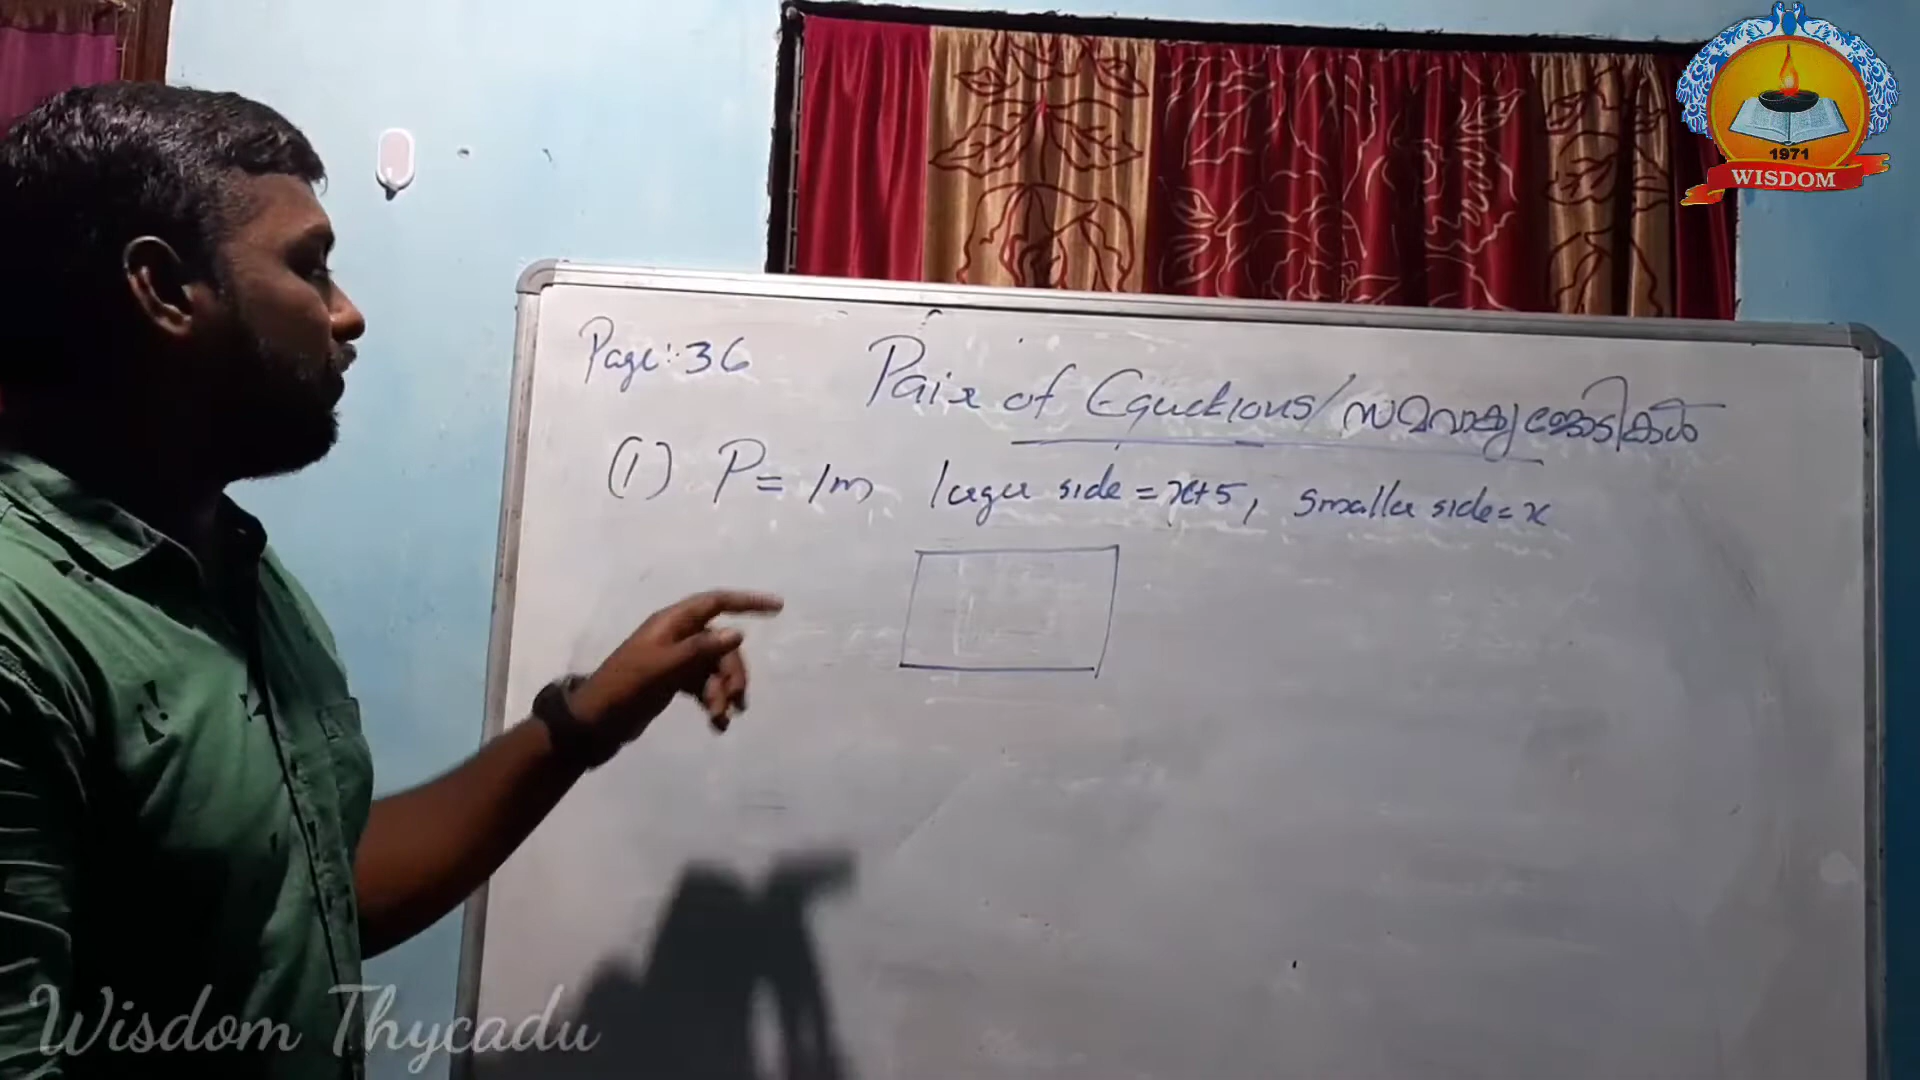 1971
WISDOM
Page: 36
Pair of Equations/സമവാക്യജോടികൾ
(1) P = 1m larger side = x+5, smaller side = x
Wisdom Thycadu